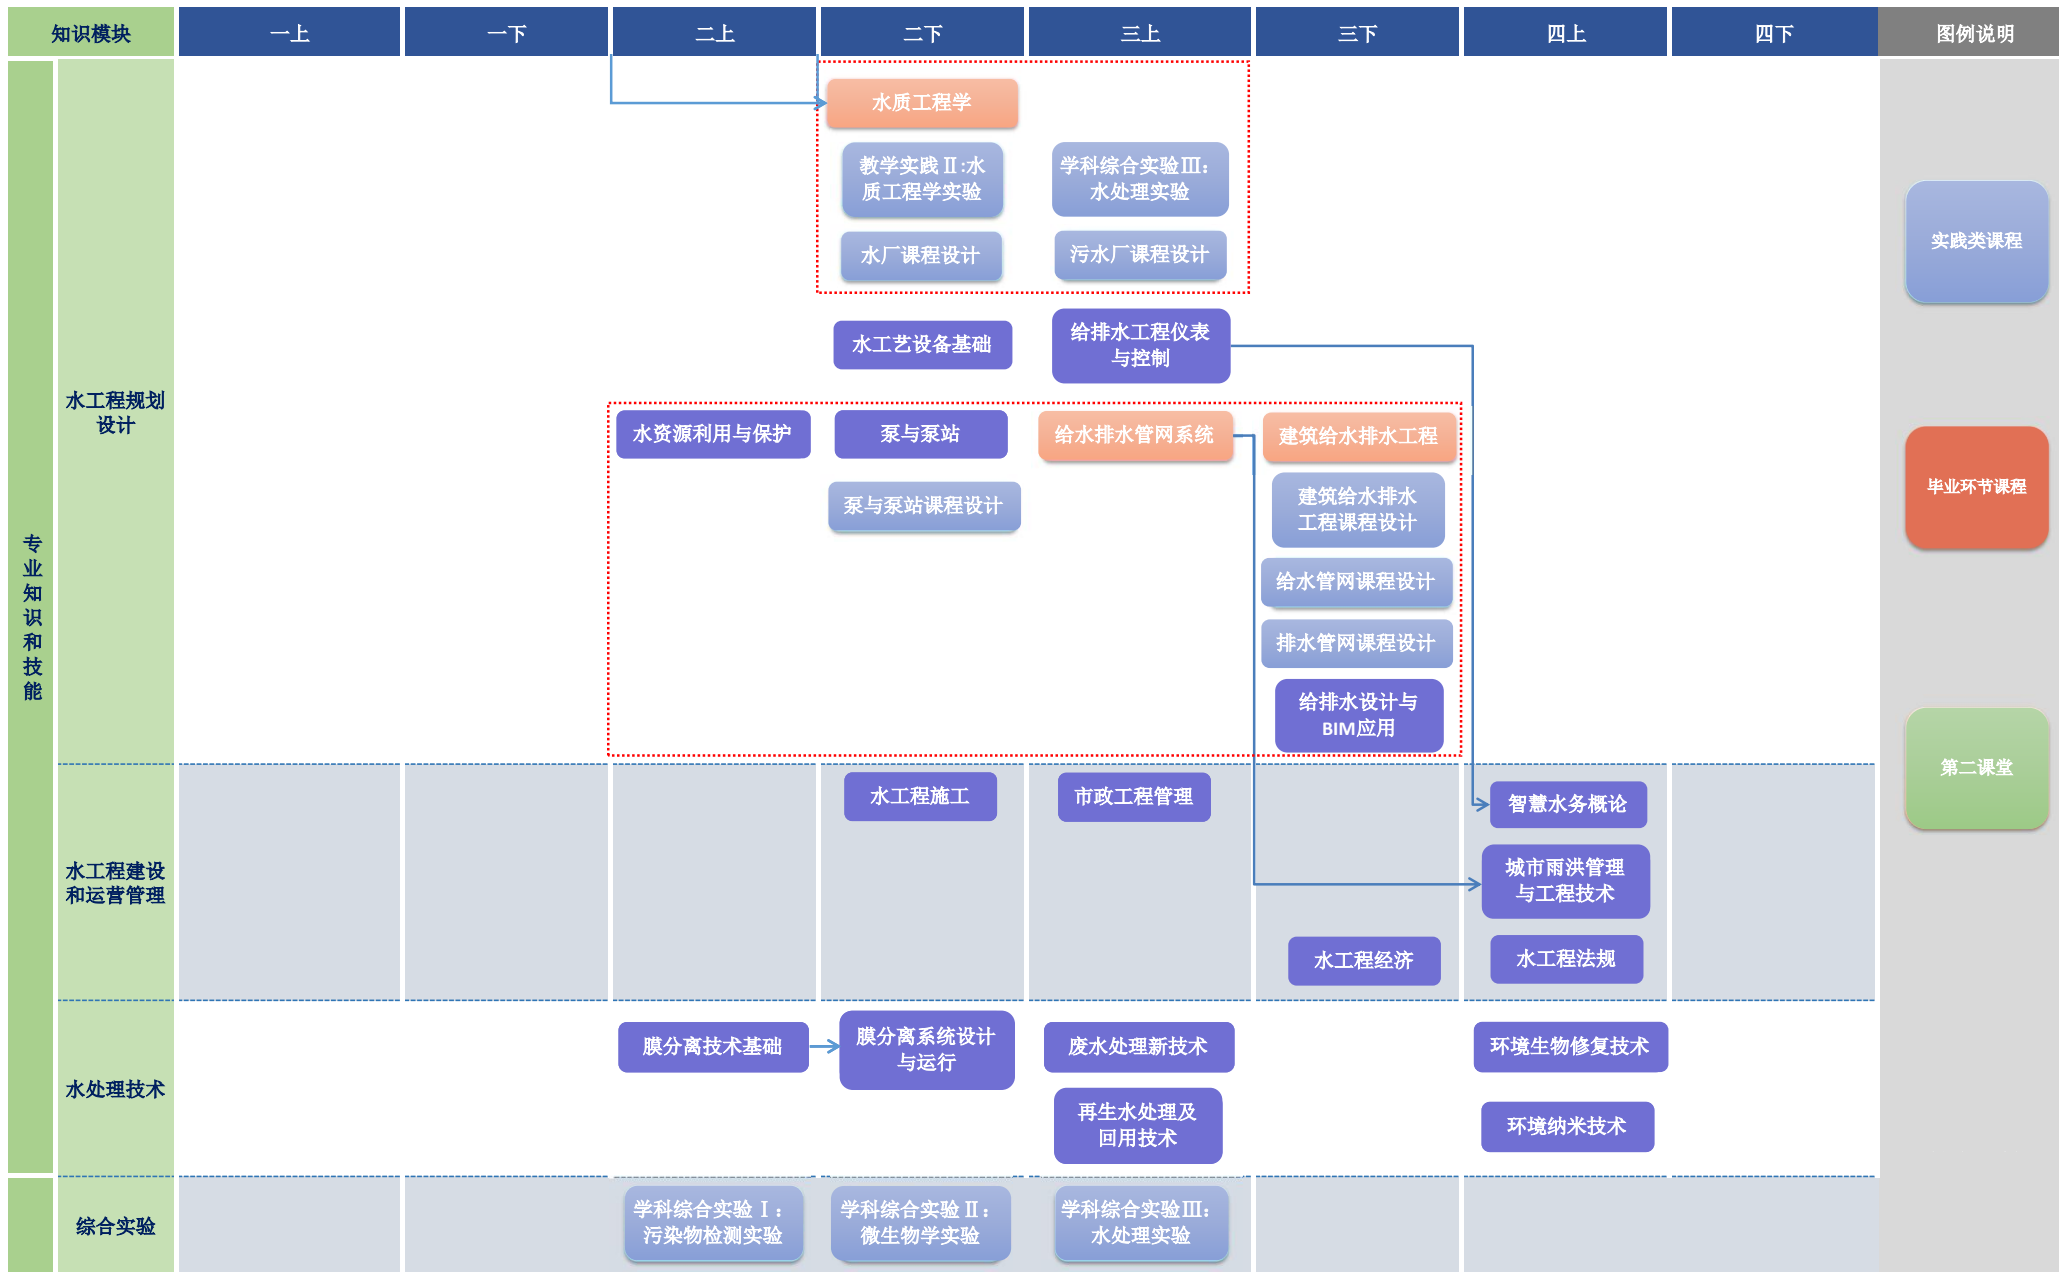 知识模块
一上
一下
二上
二下
三上
三下
四上
四下
图例说明
专业知识和技能
水工程规划
设计
水质工程学
教学实践Ⅱ:水
质工程学实验
学科综合实验Ⅲ：
水处理实验
水厂课程设计
污水厂课程设计
水工艺设备基础
给排水工程仪表
与控制
水资源利用与保护
泵与泵站
给水排水管网系统
建筑给水排水工程
泵与泵站课程设计
建筑给水排水
工程课程设计
给水管网课程设计
排水管网课程设计
给排水设计与
BIM应用
水工程建设
和运营管理
水工程施工
市政工程管理
智慧水务概论
城市雨洪管理
与工程技术
水工程经济
水工程法规
水处理技术
膜分离技术基础
膜分离系统设计
与运行
废水处理新技术
环境生物修复技术
再生水处理及
回用技术
环境纳米技术
综合实验
学科综合实验Ⅰ：
污染物检测实验
学科综合实验Ⅱ：
微生物学实验
学科综合实验Ⅲ：
水处理实验
实践类课程
毕业环节课程
第二课堂